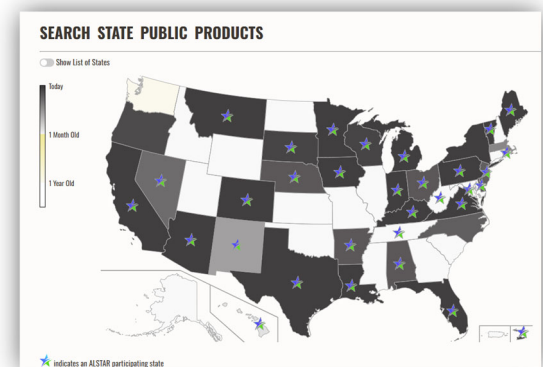 SEARCH STATE PUBLIC PRODUCTS
Show List of States
Today
1 Month Old
1 Year Old
indicates an ALSTAR participating state